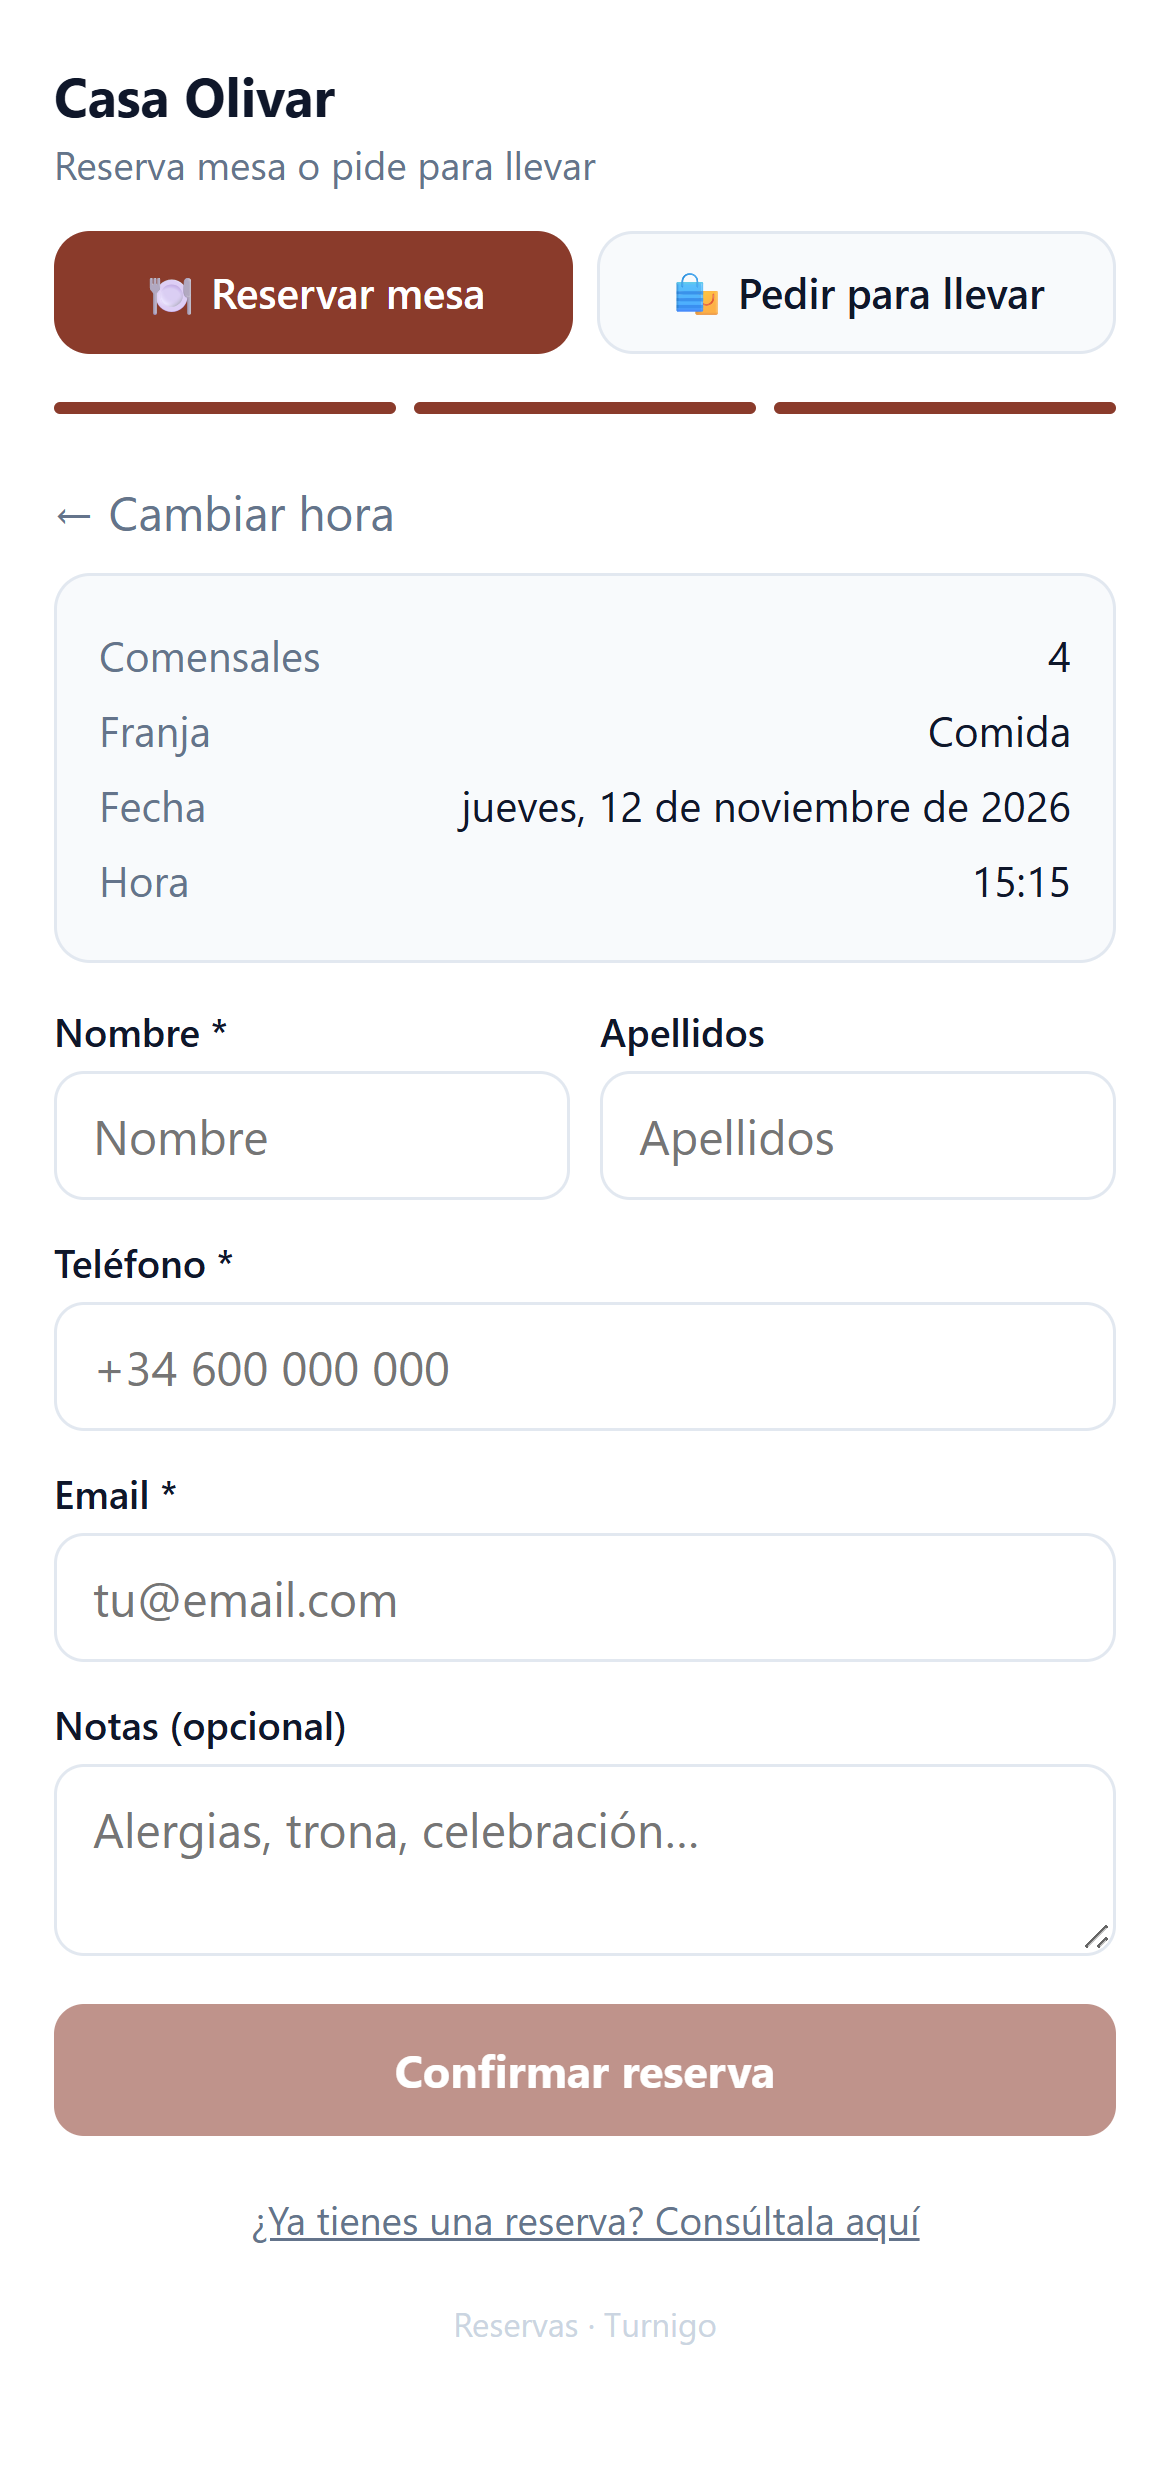 Casa Olivar
Reserva mesa o pide para llevar
🍽️ Reservar mesa
🛍️ Pedir para llevar
← Cambiar hora
Comensales 4
Franja Comida
Fecha jueves, 12 de noviembre de 2026
Hora 15:15
Nombre * Apellidos
Nombre Apellidos
Teléfono *
+34 600 000 000
Email *
tu@email.com
Notas (opcional)
Alergias, trona, celebración...
Confirmar reserva
¿Ya tienes una reserva? Consúltala aquí
Reservas · Turnigo